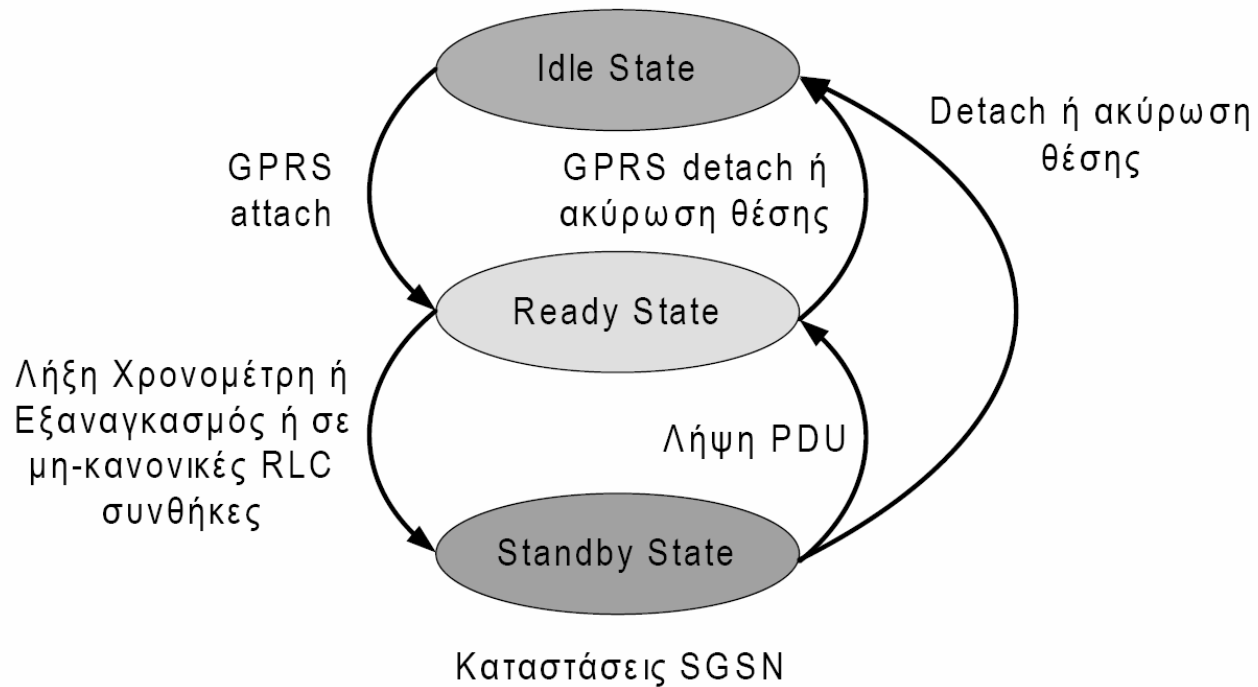 Idle State
GPRS
attach
GPRS detach ή
ακύρωση θέσης
Detach ή ακύρωση
θέσης
Ready State
Λήξη Χρονομέτρη ή
Εξαναγκασμός ή σε
μη-κανονικές RLC
συνθήκες
Λήψη PDU
Standby State
Καταστάσεις SGSN